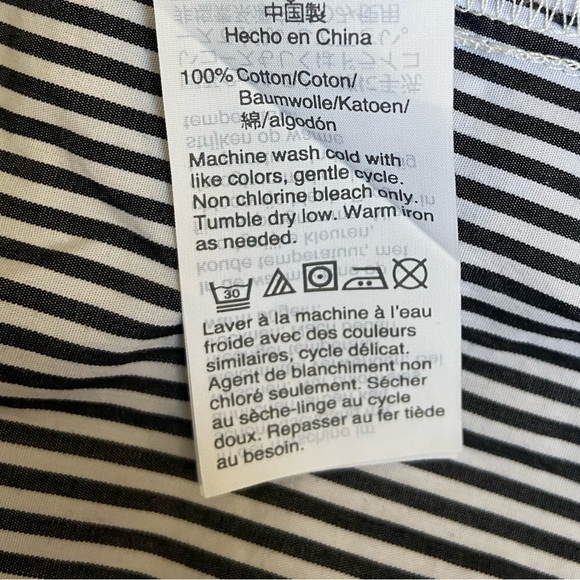 中国製
Hecho en China
100% Cotton/Coton/
Baumwolle/Katoen/
綿/algodón
Machine wash cold with
like colors, gentle cycle.
Non chlorine bleach only.
Tumble dry low. Warm iron
as needed.
30
Laver à la machine à l'eau
froide avec des couleurs
similaires, cycle délicat.
Agent de blanchiment non
chloré seulement. Sécher
au sèche-linge au cycle
doux. Repasser au fer tiède
au besoin.